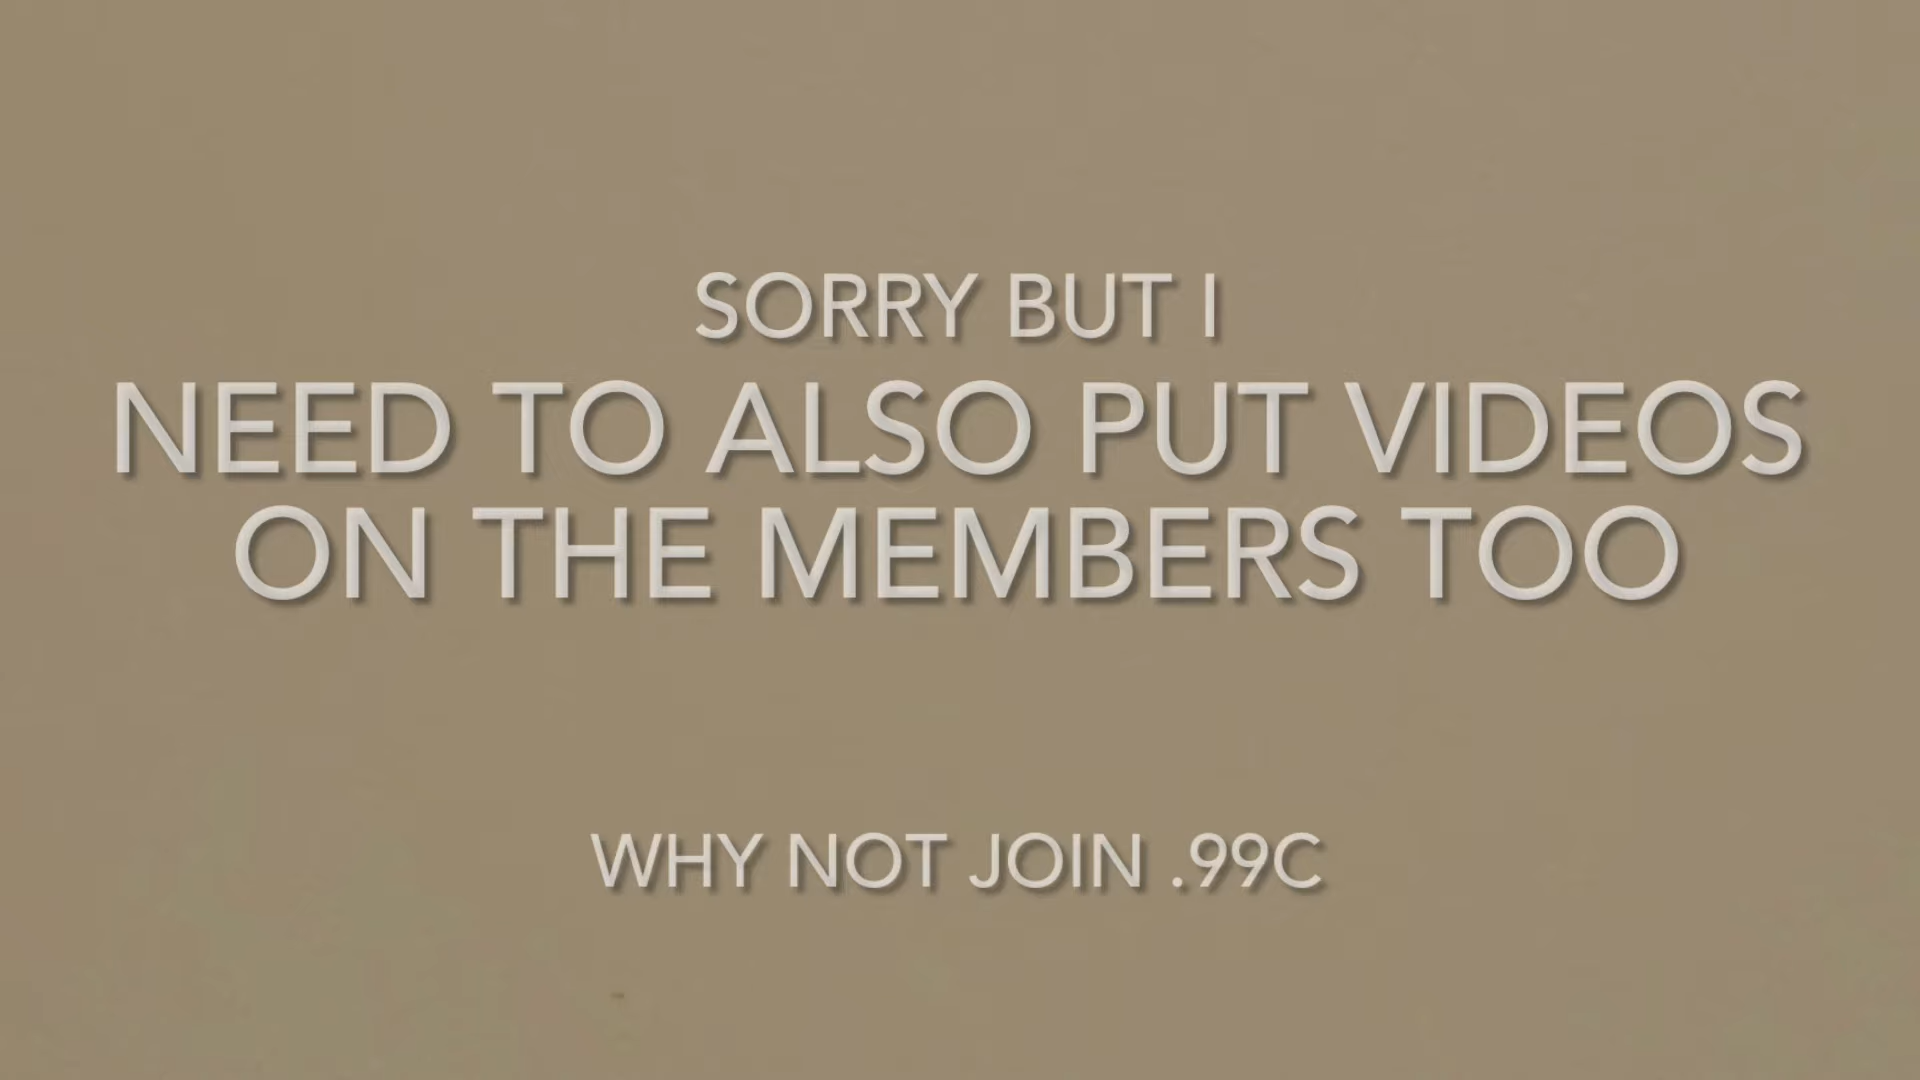 SORRY BUT I
NEED TO ALSO PUT VIDEOS
ON THE MEMBERS TOO
WHY NOT JOIN .99C